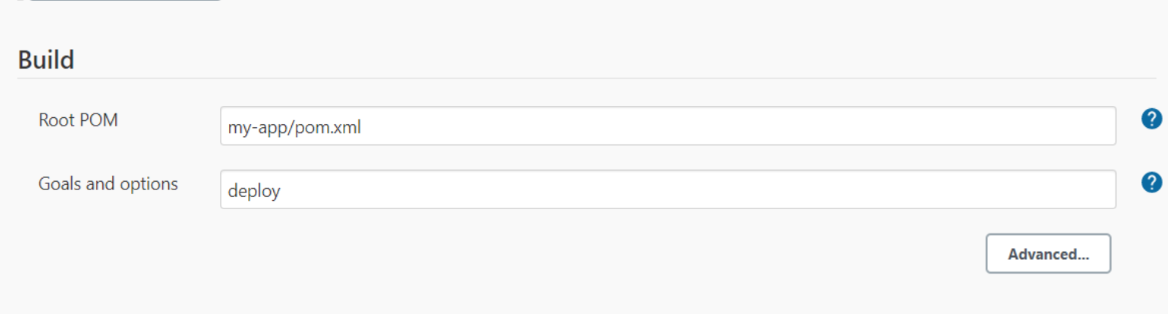 Build
Root POM
my-app/pom.xml
?
Goals and options
deploy
?
Advanced...